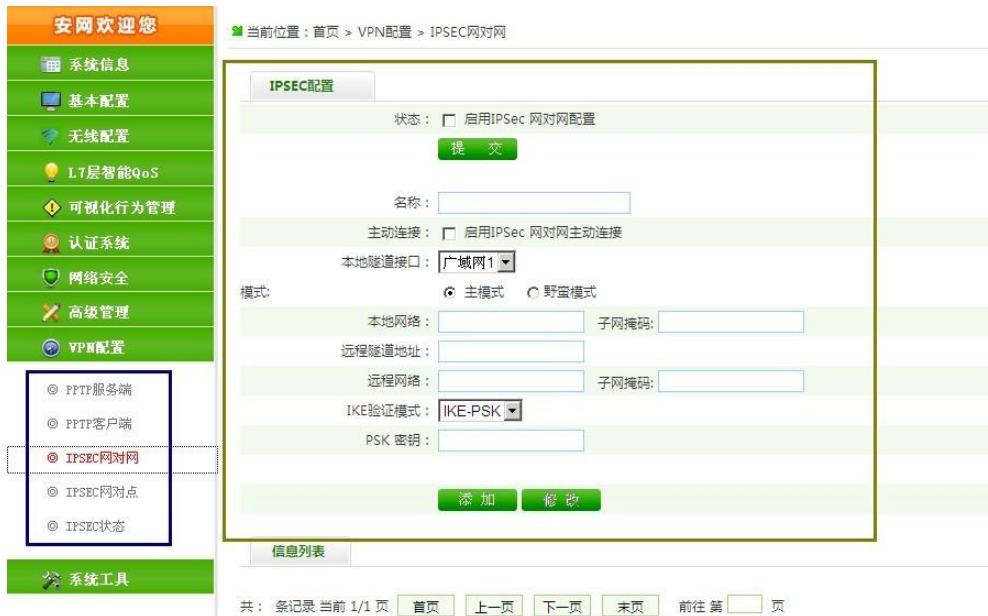 安网欢迎您
系统信息
基本配置
无线配置
L7层智能QoS
可视化行为管理
认证系统
网络安全
高级管理
VPN配置
PPTP服务端
PPTP客户端
IPSEC网对网
IPSEC网对点
IPSEC状态
系统工具
当前位置：首页 > VPN配置 > IPSEC网对网
IPSEC配置
状态： 启用IPSec 网对网配置
提 交
名称：
主动连接： 启用IPSec 网对网主动连接
本地隧道接口： 广域网1
模式: 主模式 野蛮模式
本地网络： 子网掩码:
远程隧道地址：
远程网络： 子网掩码:
IKE验证模式： IKE-PSK
PSK 密钥：
添 加 修 改
信息列表
共： 条记录 当前 1/1 页 首页 上一页 下一页 末页 前往 第 页